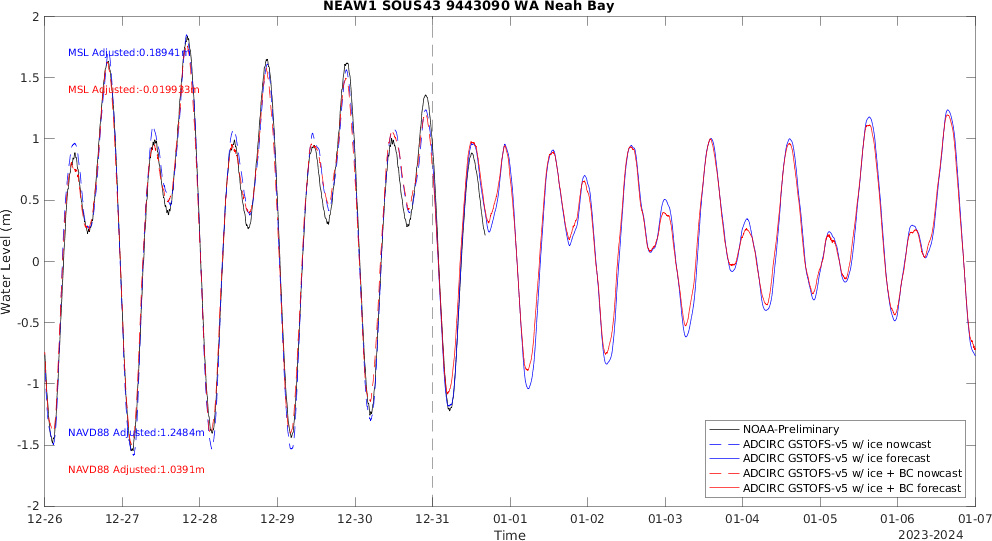 NEAW1 SOUS43 9443090 WA Neah Bay
2
1.5
1
0.5
0
-0.5
-1
-1.5
-2
Water Level (m)
MSL Adjusted:0.18941m
MSL Adjusted:-0.019933m
NAVD88 Adjusted:1.2484m
NAVD88 Adjusted:1.0391m
NOAA-Preliminary
ADCIRC GSTOFS-v5 w/ ice nowcast
ADCIRC GSTOFS-v5 w/ ice forecast
ADCIRC GSTOFS-v5 w/ ice + BC nowcast
ADCIRC GSTOFS-v5 w/ ice + BC forecast
12-26 12-27 12-28 12-29 12-30 12-31 01-01 01-02 01-03 01-04 01-05 01-06 01-07
Time
2023-2024